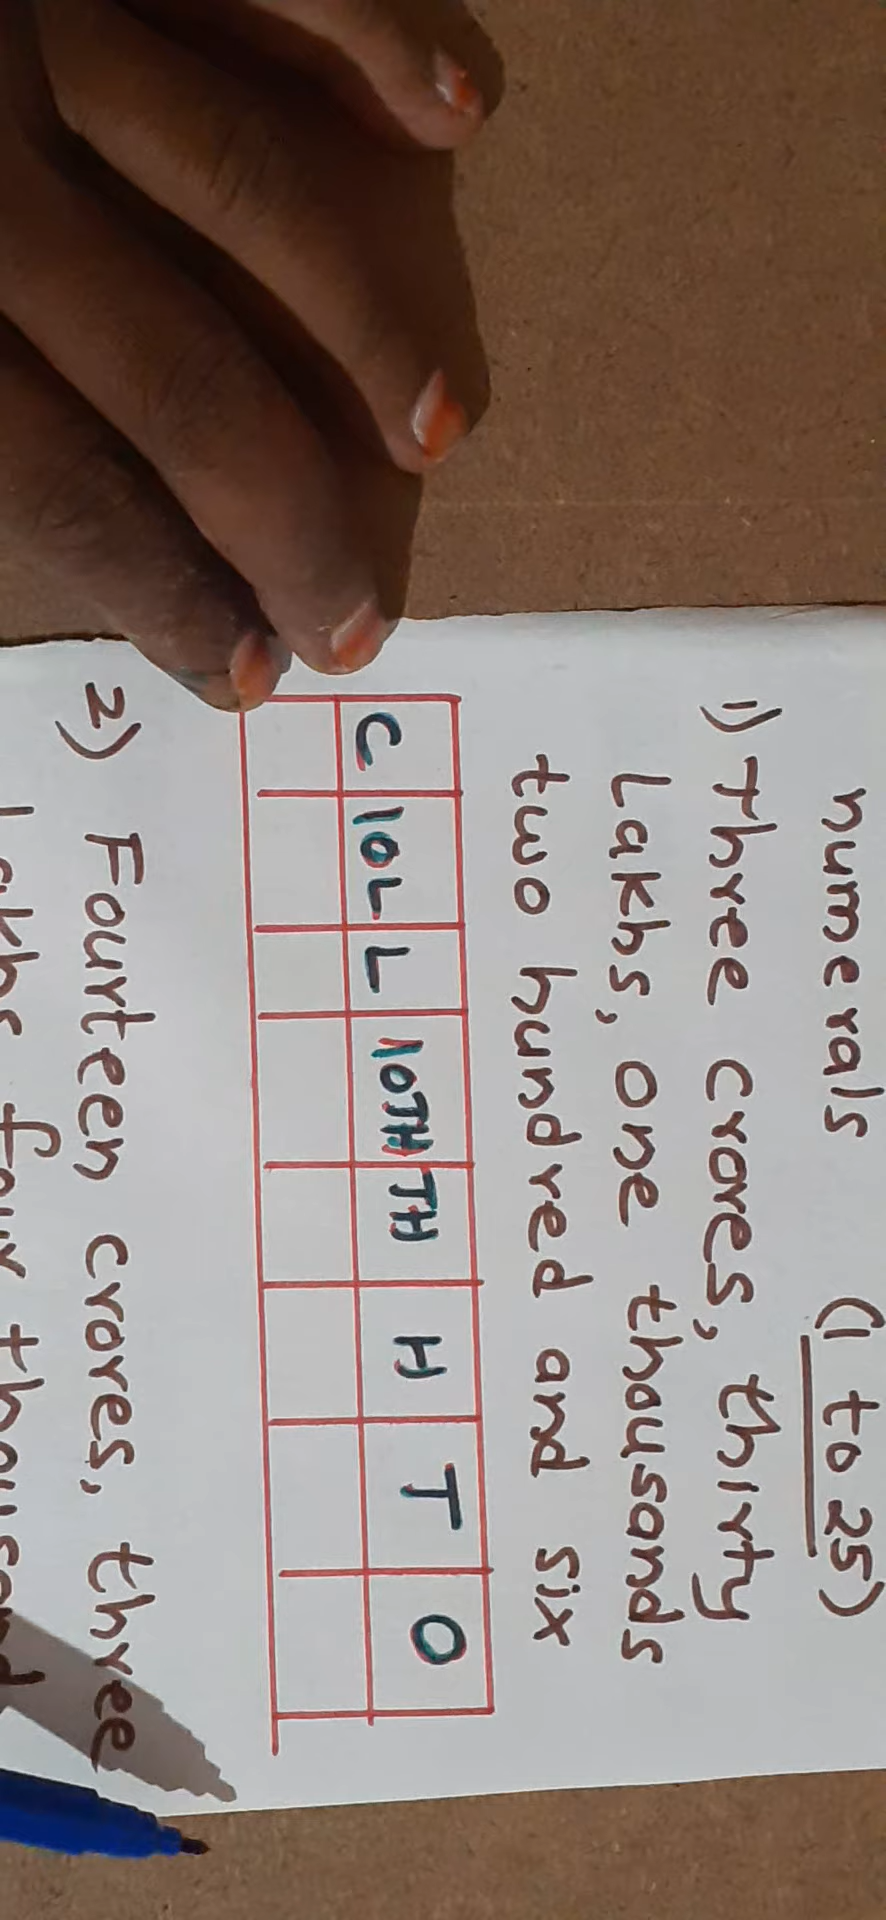 numerals (1 to 25)
1) Three crores, thirty
Lakhs, one thousands
two hundred and six
C 10L L 10TH TH H T O
2) Fourteen crores, three